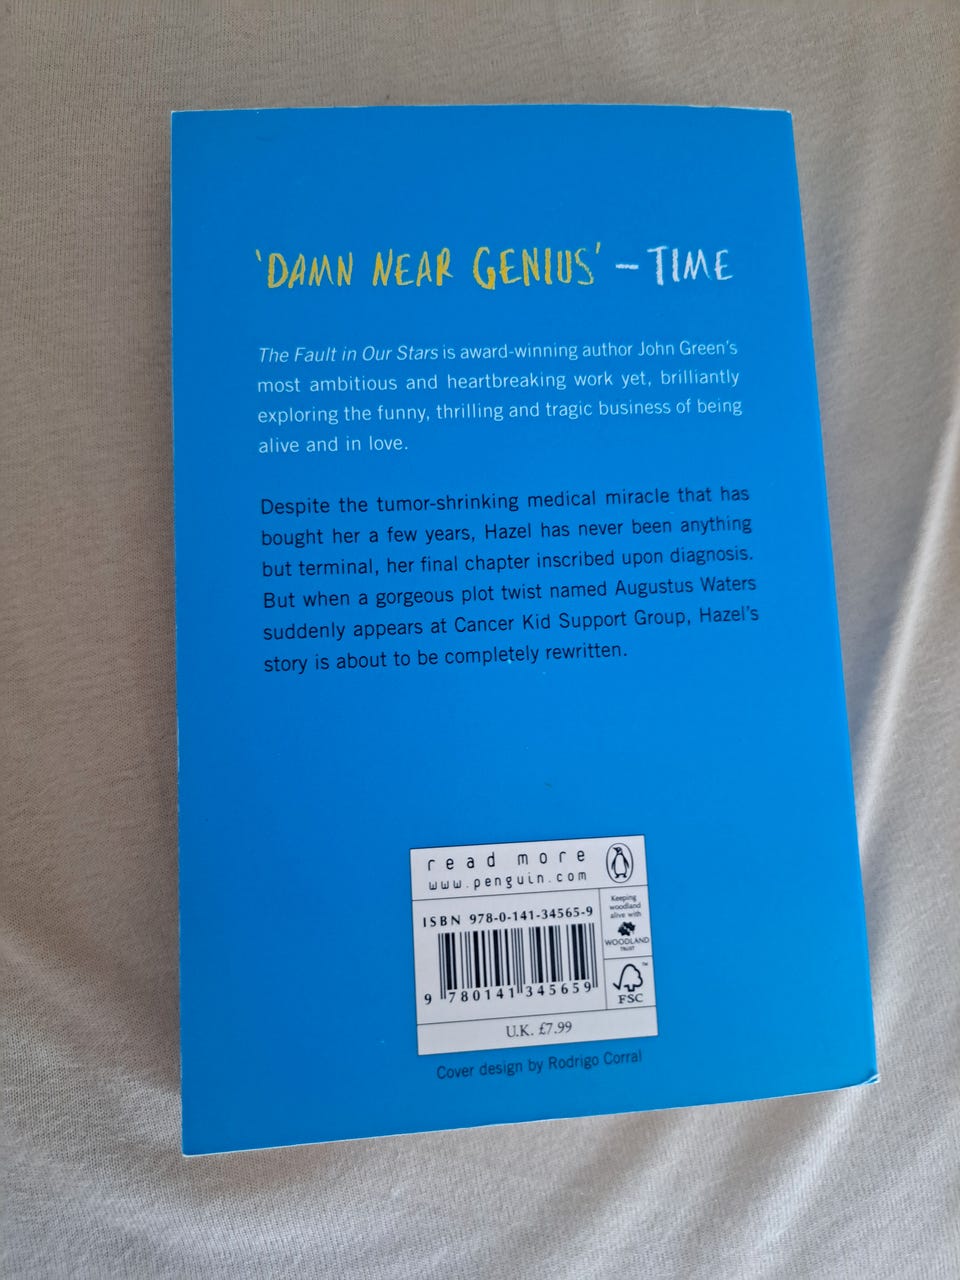 'DAMN NEAR GENIUS' – TIME
The Fault in Our Stars is award-winning author John Green's
most ambitious and heartbreaking work yet, brilliantly
exploring the funny, thrilling and tragic business of being
alive and in love.
Despite the tumor-shrinking medical miracle that has
bought her a few years, Hazel has never been anything
but terminal, her final chapter inscribed upon diagnosis.
But when a gorgeous plot twist named Augustus Waters
suddenly appears at Cancer Kid Support Group, Hazel's
story is about to be completely rewritten.
read more
www.penguin.com
ISBN 978-0-141-34565-9
9 780141 345659
Keeping
woodland
alive with
WOODLAND
TRUST
™
FSC
U.K. £7.99
Cover design by Rodrigo Corral